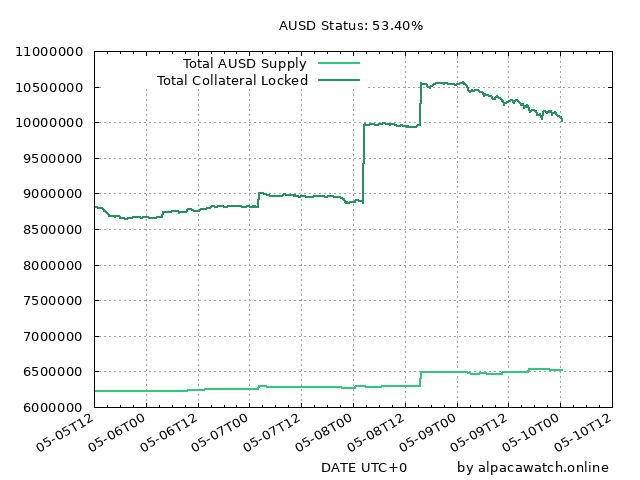 AUSD Status: 53.40%
11000000
10500000
10000000
9500000
9000000
8500000
8000000
7500000
7000000
6500000
6000000
Total AUSD Supply
Total Collateral Locked
05-05T12
05-06T00
05-06T12
05-07T00
05-07T12
05-08T00
05-08T12
05-09T00
05-09T12
05-10T00
05-10T12
DATE UTC+0
by alpacawatch.online